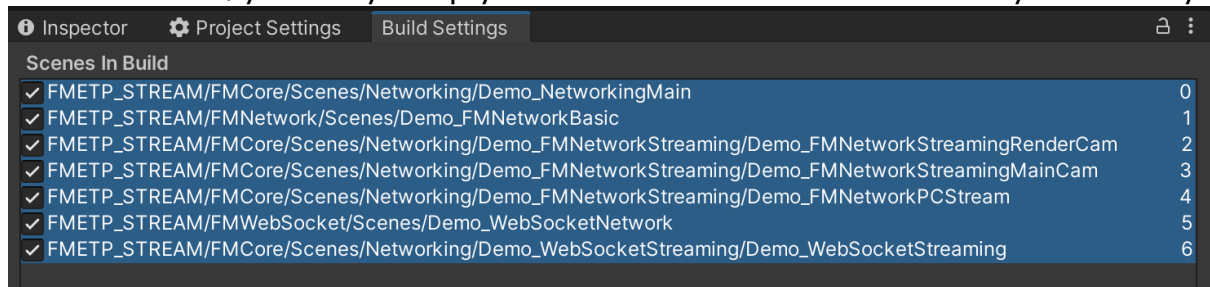 Inspector Project Settings Build Settings
Scenes In Build
FMETP_STREAM/FMCore/Scenes/Networking/Demo_NetworkingMain 0
FMETP_STREAM/FMNetwork/Scenes/Demo_FMNetworkBasic 1
FMETP_STREAM/FMCore/Scenes/Networking/Demo_FMNetworkStreaming/Demo_FMNetworkStreamingRenderCam 2
FMETP_STREAM/FMCore/Scenes/Networking/Demo_FMNetworkStreaming/Demo_FMNetworkStreamingMainCam 3
FMETP_STREAM/FMCore/Scenes/Networking/Demo_FMNetworkStreaming/Demo_FMNetworkPCStream 4
FMETP_STREAM/FMWebSocket/Scenes/Demo_WebSocketNetwork 5
FMETP_STREAM/FMCore/Scenes/Networking/Demo_WebSocketStreaming/Demo_WebSocketStreaming 6